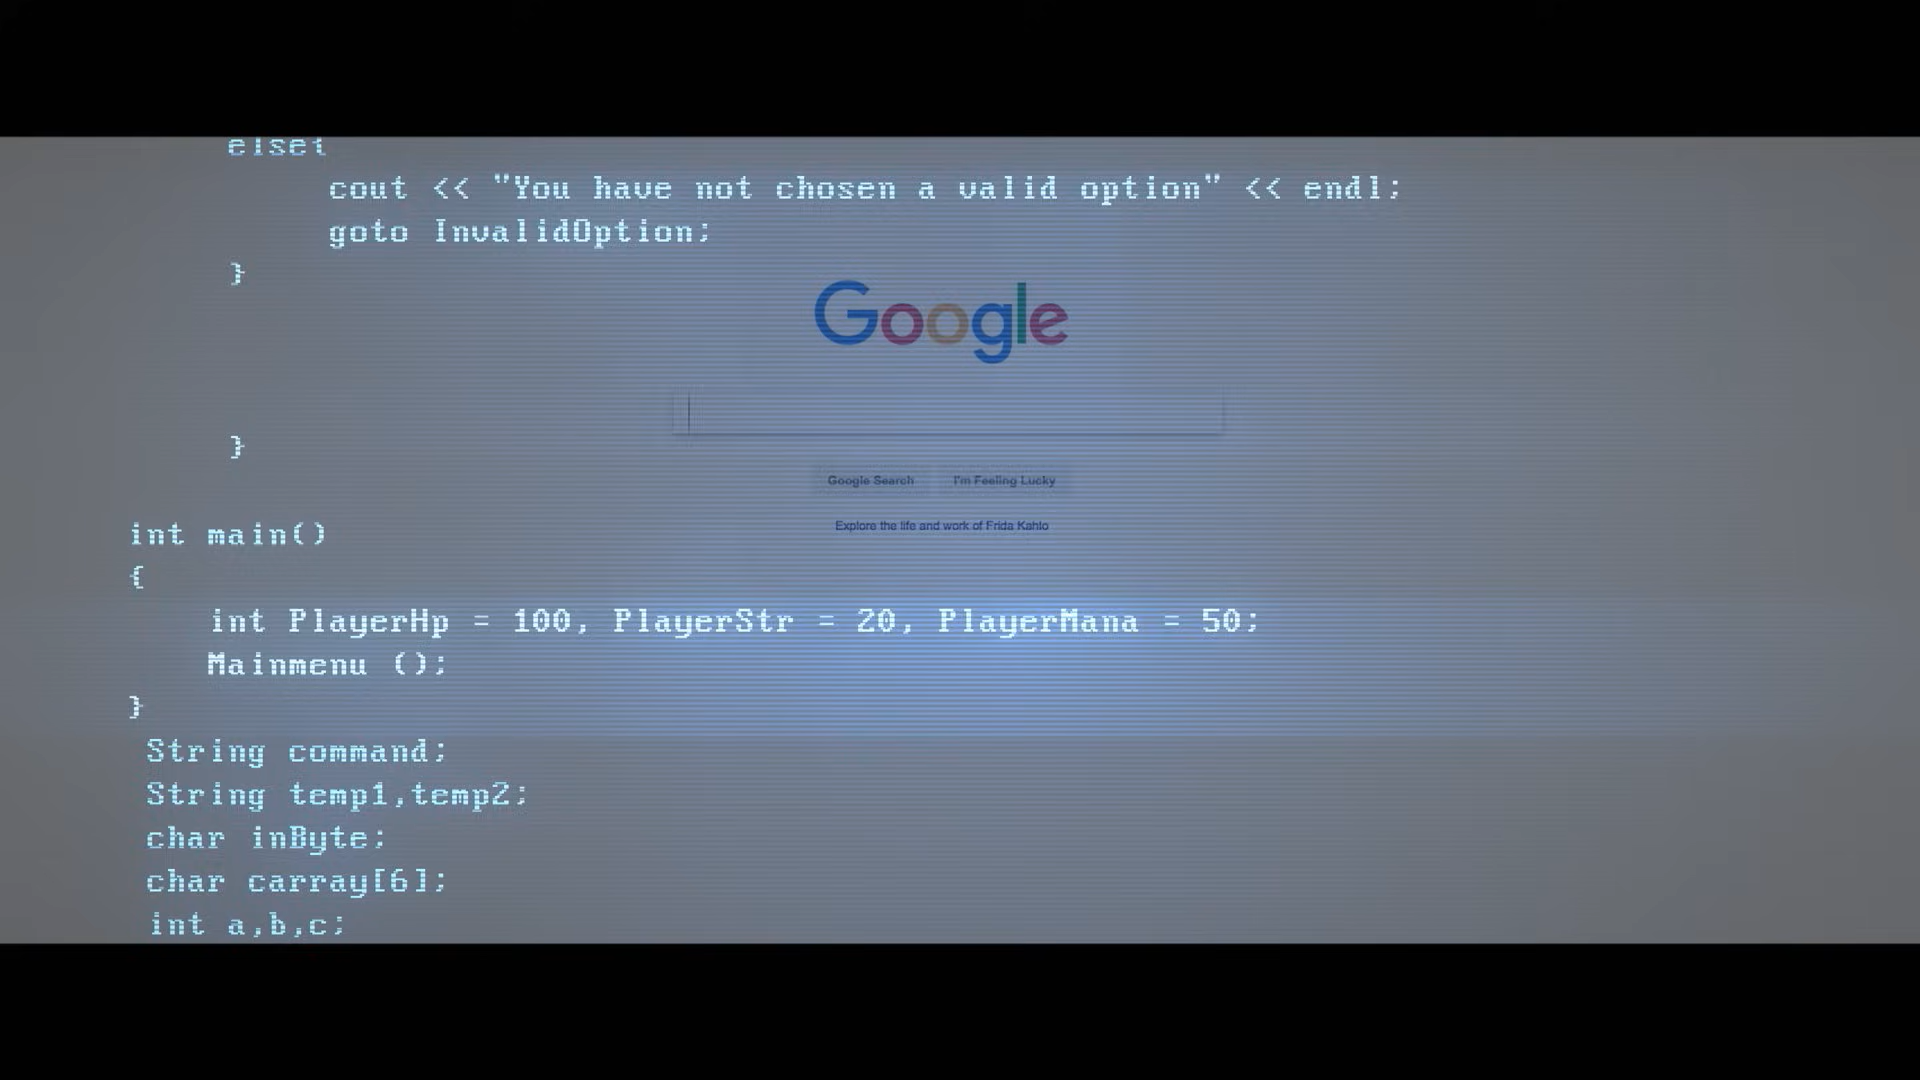 else{
cout << "You have not chosen a valid option" << endl;
goto InvalidOption;
}
Google
}
Google Search I'm Feeling Lucky
Explore the life and work of Frida Kahlo
int main()
{
int PlayerHp = 100, PlayerStr = 20, PlayerMana = 50;
Mainmenu ();
}
String command;
String temp1,temp2;
char inByte;
char carray[6];
int a,b,c;